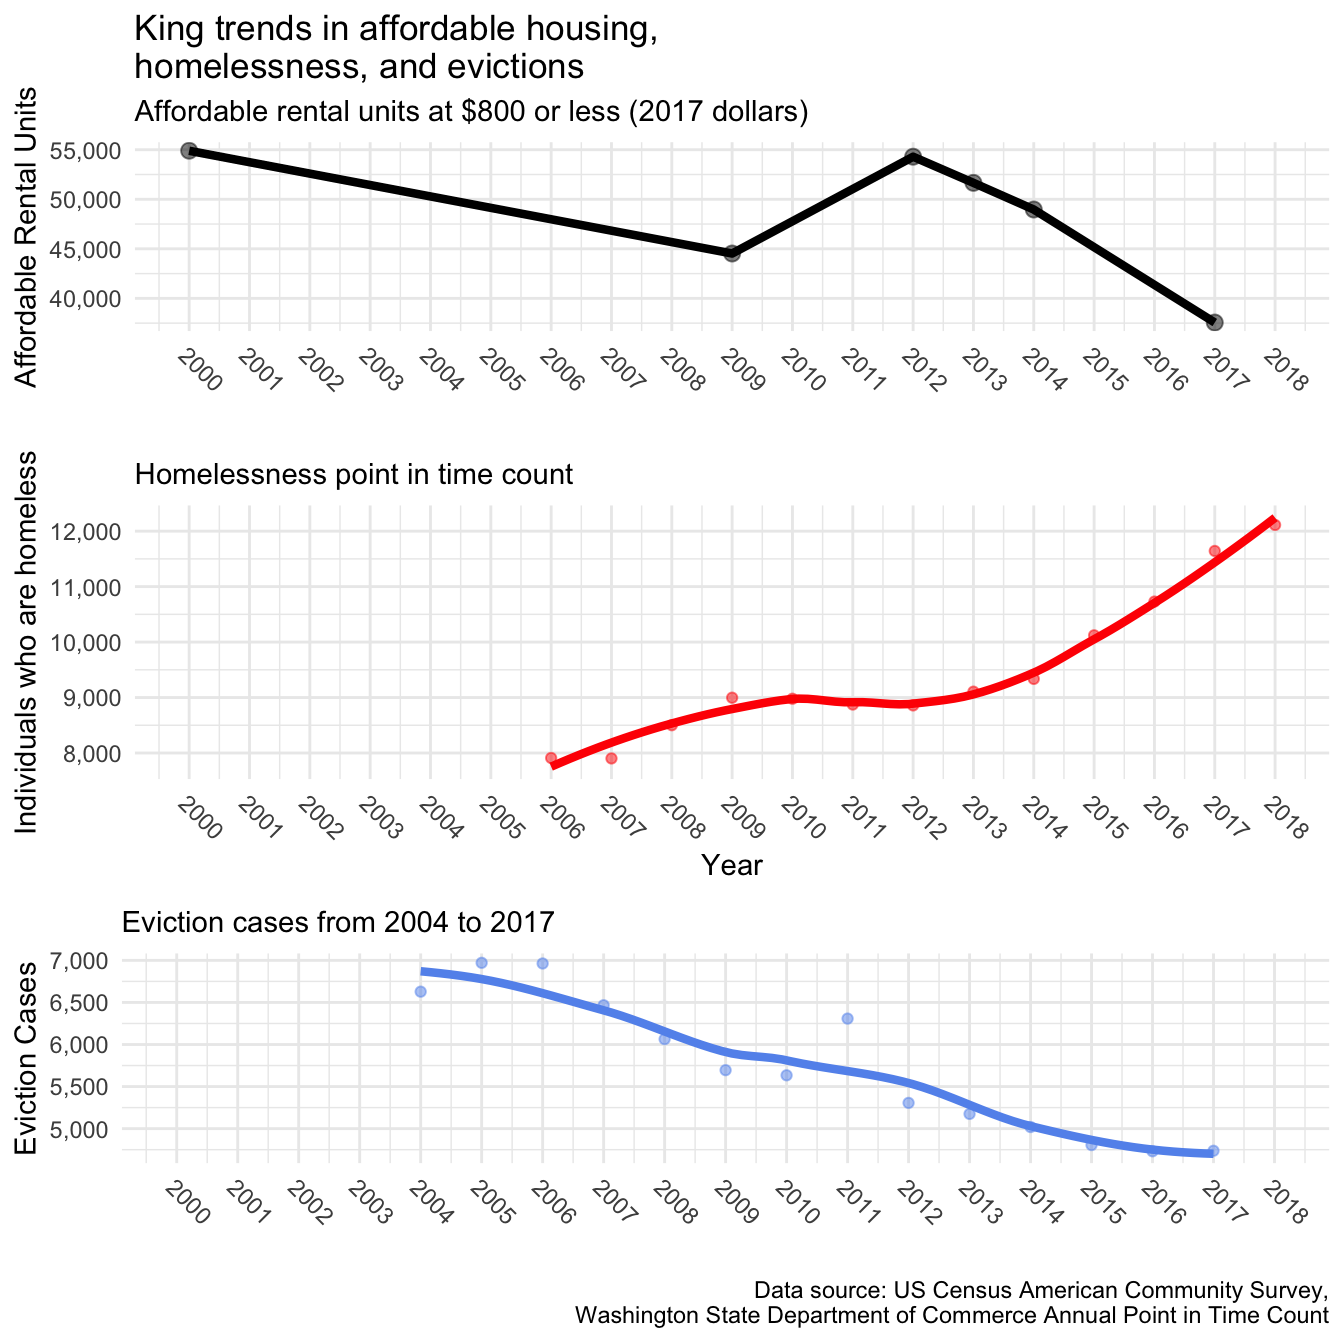 King trends in affordable housing,
homelessness, and evictions
Affordable rental units at $800 or less (2017 dollars)
Affordable Rental Units
55,000
50,000
45,000
40,000
2000 2001 2002 2003 2004 2005 2006 2007 2008 2009 2010 2011 2012 2013 2014 2015 2016 2017 2018
Homelessness point in time count
Individuals who are homeless
12,000
11,000
10,000
9,000
8,000
2000 2001 2002 2003 2004 2005 2006 2007 2008 2009 2010 2011 2012 2013 2014 2015 2016 2017 2018
Year
Eviction cases from 2004 to 2017
Eviction Cases
7,000
6,500
6,000
5,500
5,000
2000 2001 2002 2003 2004 2005 2006 2007 2008 2009 2010 2011 2012 2013 2014 2015 2016 2017 2018
Data source: US Census American Community Survey,
Washington State Department of Commerce Annual Point in Time Count